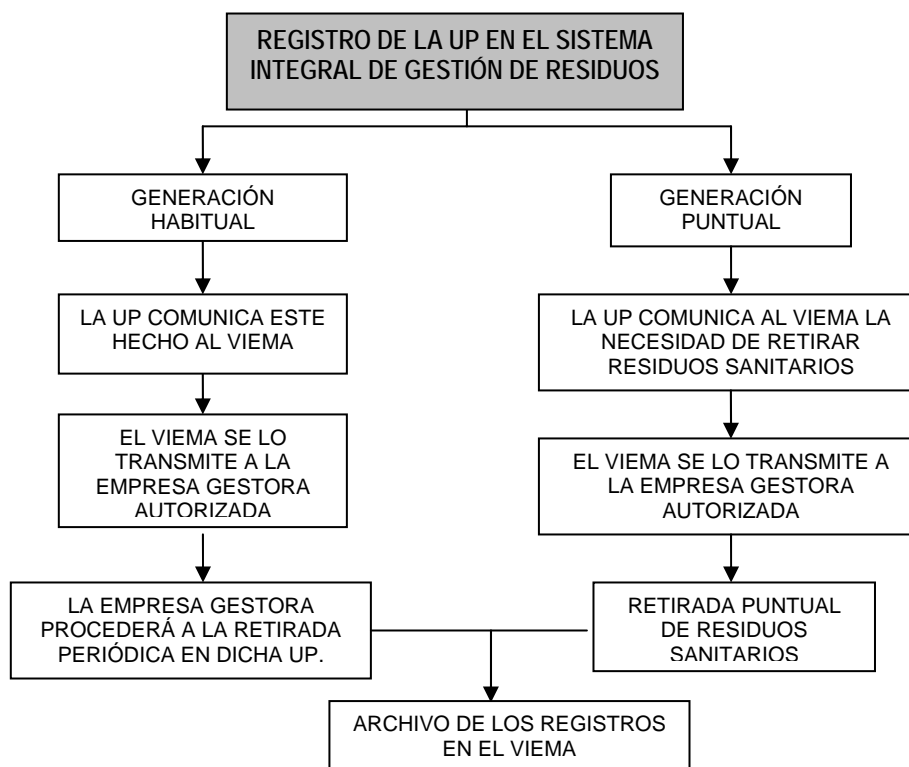 REGISTRO DE LA UP EN EL SISTEMA
INTEGRAL DE GESTIÓN DE RESIDUOS
GENERACIÓN
HABITUAL
GENERACIÓN
PUNTUAL
LA UP COMUNICA ESTE
HECHO AL VIEMA
LA UP COMUNICA AL VIEMA LA
NECESIDAD DE RETIRAR
RESIDUOS SANITARIOS
EL VIEMA SE LO
TRANSMITE A LA
EMPRESA GESTORA
AUTORIZADA
EL VIEMA SE LO TRANSMITE A
LA EMPRESA GESTORA
AUTORIZADA
LA EMPRESA GESTORA
PROCEDERÁ A LA RETIRADA
PERIÓDICA EN DICHA UP.
RETIRADA PUNTUAL
DE RESIDUOS
SANITARIOS
ARCHIVO DE LOS REGISTROS
EN EL VIEMA